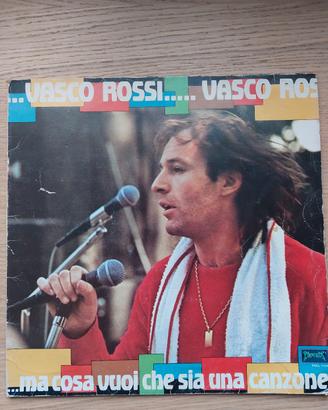 ...VASCO ROSSI..... VASCO ROS
...ma cosa vuoi che sia una canzone